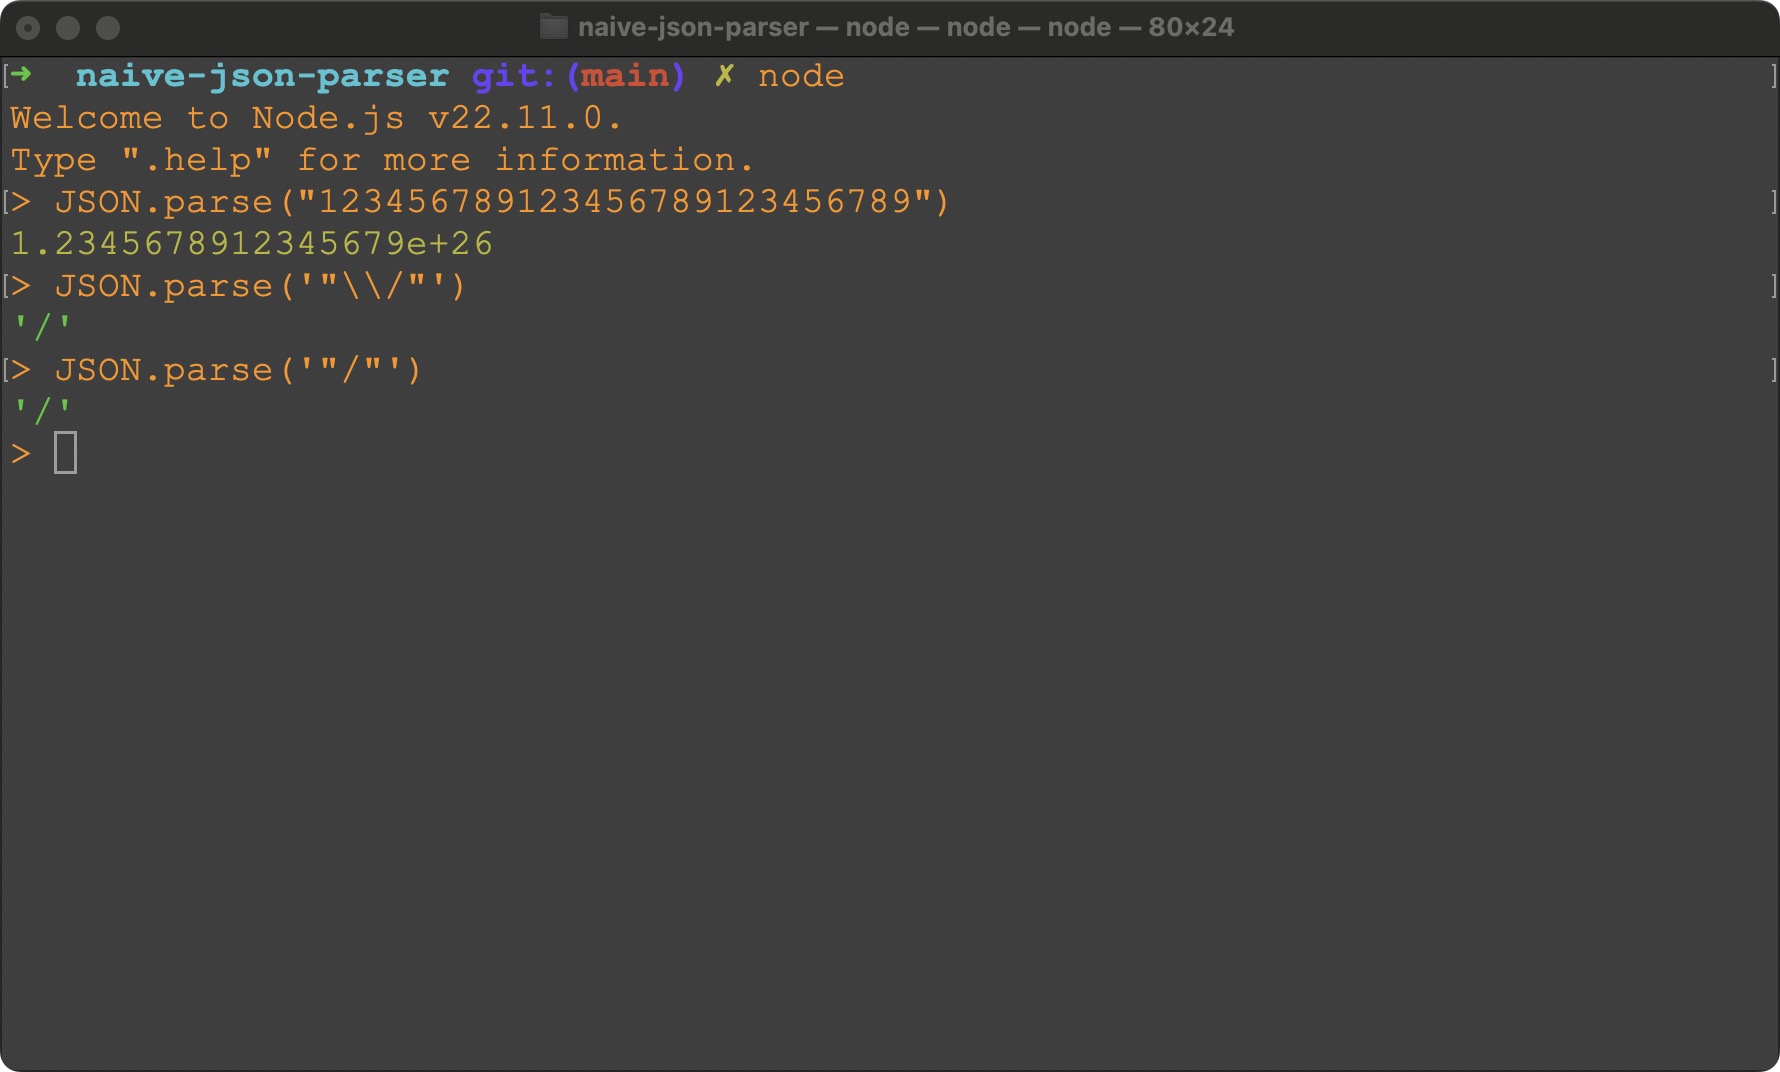 naive-json-parser — node — node — node — 80×24
[➜  naive-json-parser git:(main) ✗ node ]
Welcome to Node.js v22.11.0.
Type ".help" for more information.
[> JSON.parse("123456789123456789123456789") ]
1.2345678912345679e+26
[> JSON.parse('"\\/"') ]
'/'
[> JSON.parse('"/"') ]
'/'
>